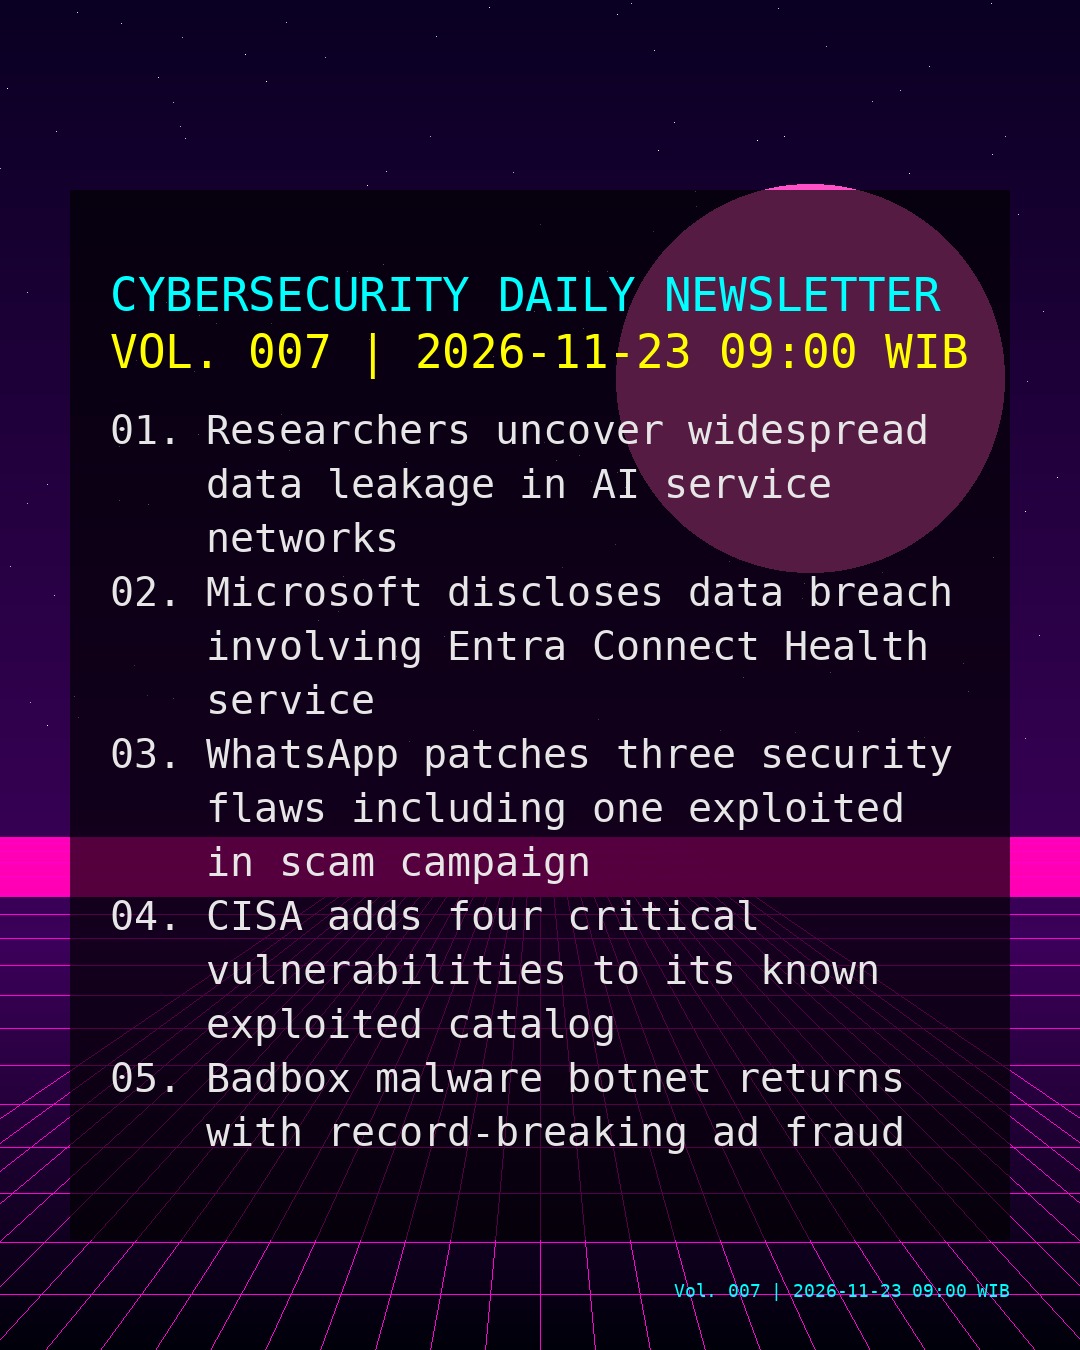 CYBERSECURITY DAILY NEWSLETTER
VOL. 007 | 2026-11-23 09:00 WIB
01. Researchers uncover widespread
data leakage in AI service
networks
02. Microsoft discloses data breach
involving Entra Connect Health
service
03. WhatsApp patches three security
flaws including one exploited
in scam campaign
04. CISA adds four critical
vulnerabilities to its known
exploited catalog
05. Badbox malware botnet returns
with record-breaking ad fraud
Vol. 007 | 2026-11-23 09:00 WIB